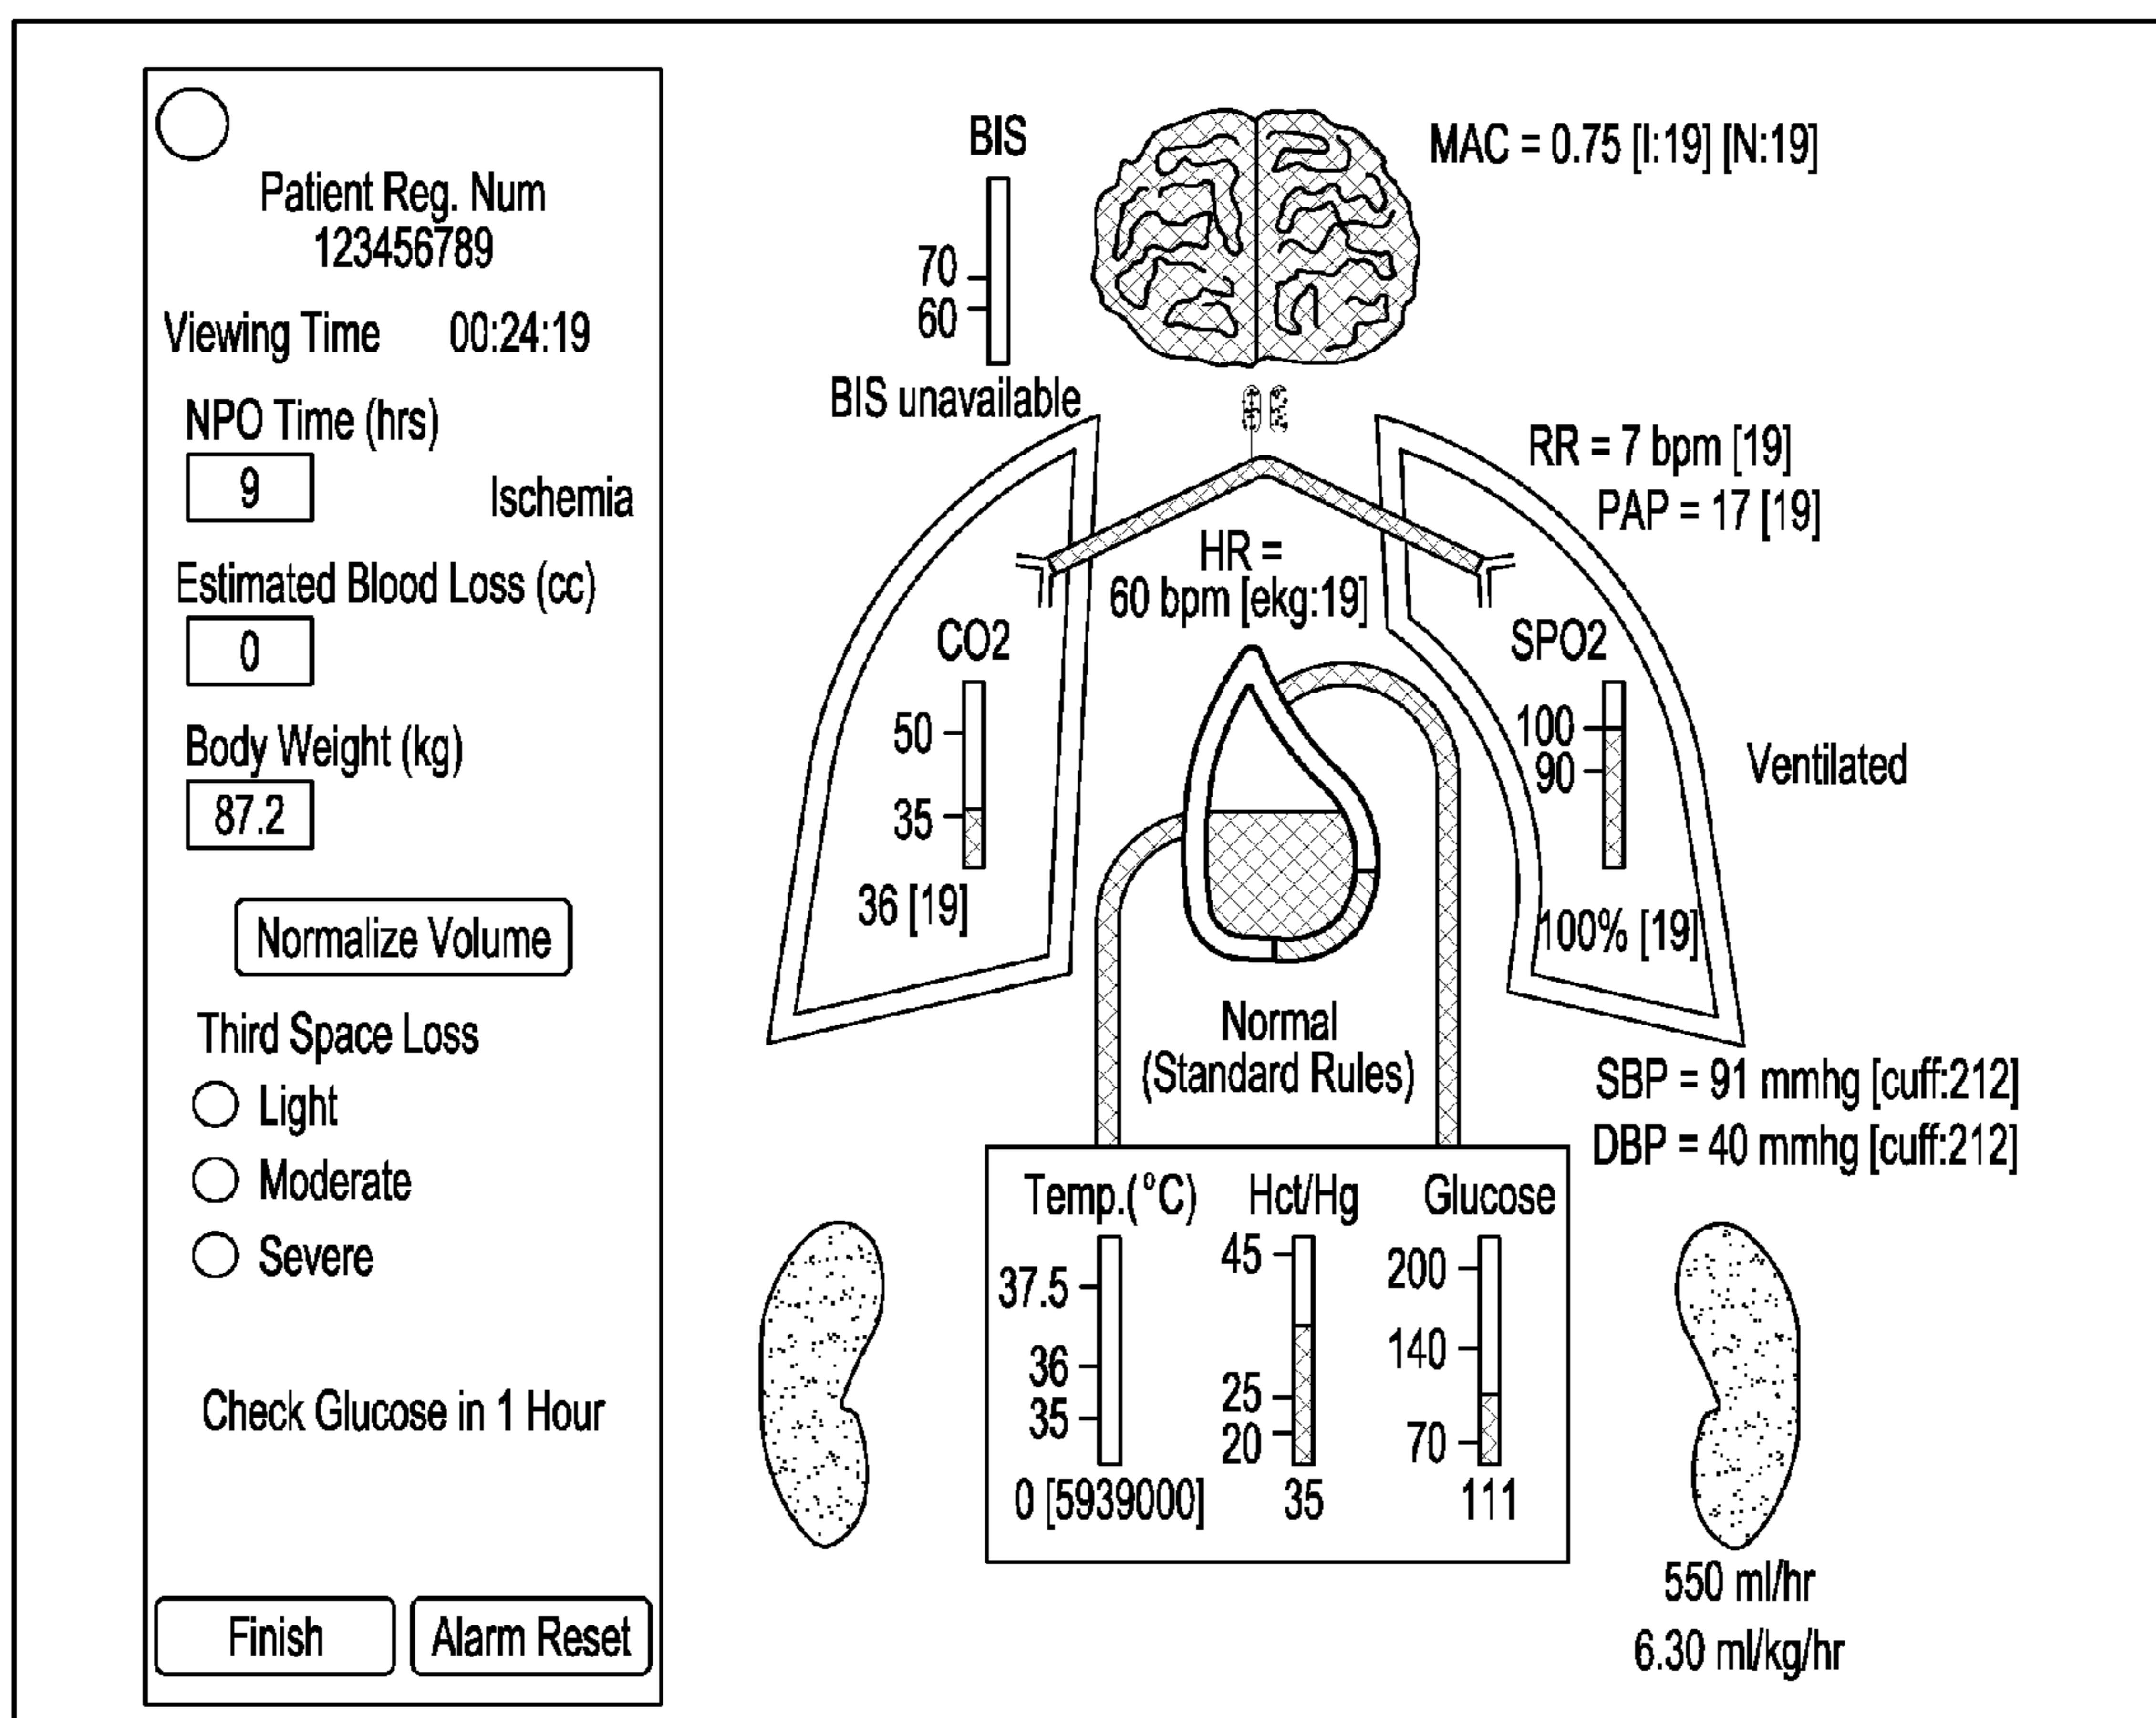 Patient Reg. Num
123456789
Viewing Time 00:24:19
NPO Time (hrs)
9
Ischemia
Estimated Blood Loss (cc)
0
Body Weight (kg)
87.2
Normalize Volume
Third Space Loss
Light
Moderate
Severe
Check Glucose in 1 Hour
Finish
Alarm Reset
BIS
70
60
BIS unavailable
MAC = 0.75 [I:19] [N:19]
RR = 7 bpm [19]
PAP = 17 [19]
HR =
60 bpm [ekg:19]
CO2
50
35
36 [19]
SPO2
100
90
100% [19]
Ventilated
Normal
(Standard Rules)
SBP = 91 mmhg [cuff:212]
DBP = 40 mmhg [cuff:212]
Temp.(°C)
37.5
36
35
0 [5939000]
Hct/Hg
45
25
20
35
Glucose
200
140
70
111
550 ml/hr
6.30 ml/kg/hr